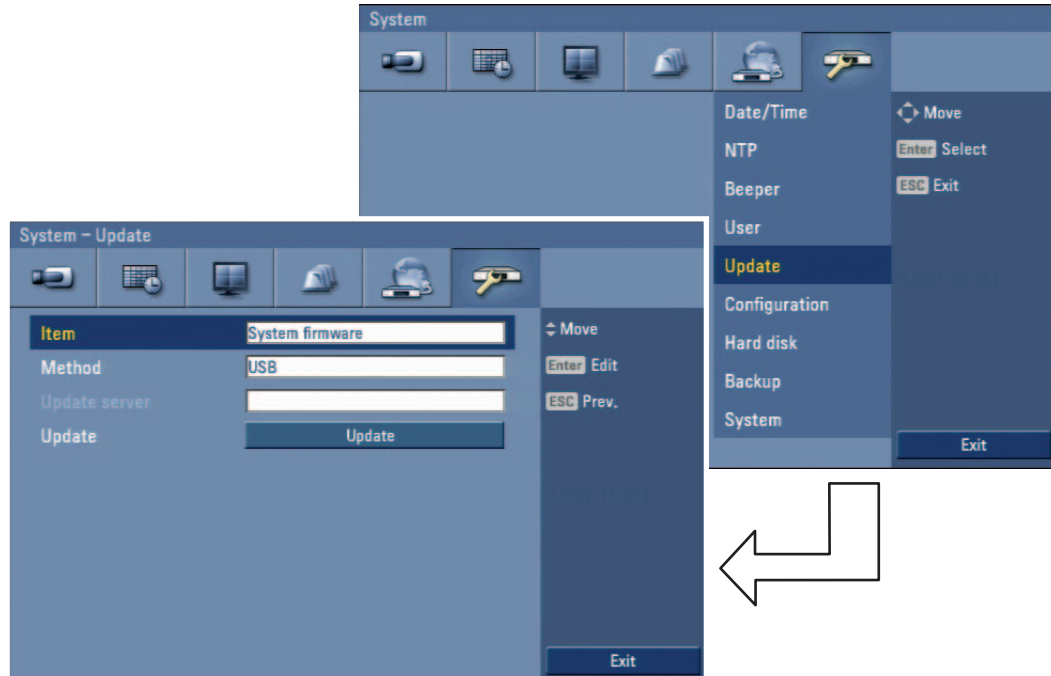 System
Date/Time
NTP
Beeper
User
Update
Configuration
Hard disk
Backup
System
Move
Enter Select
ESC Exit
Exit
System – Update
Item System firmware
Method USB
Update server
Update Update
Move
Enter Edit
ESC Prev.
Exit